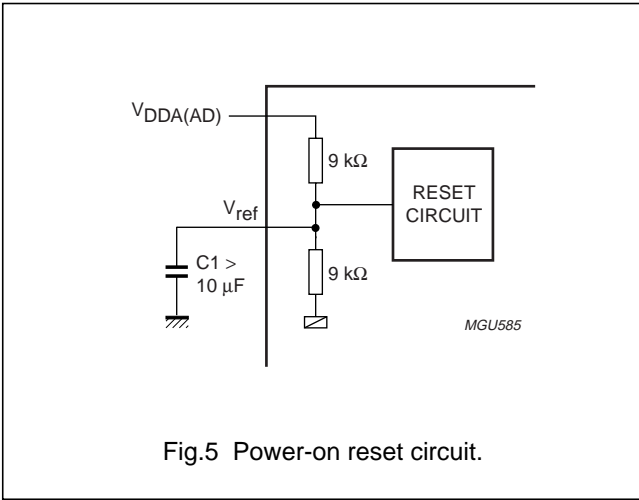 VDDA(AD)
9 kΩ
RESET
CIRCUIT
Vref
C1 >
10 μF
9 kΩ
MGU585
Fig.5 Power-on reset circuit.